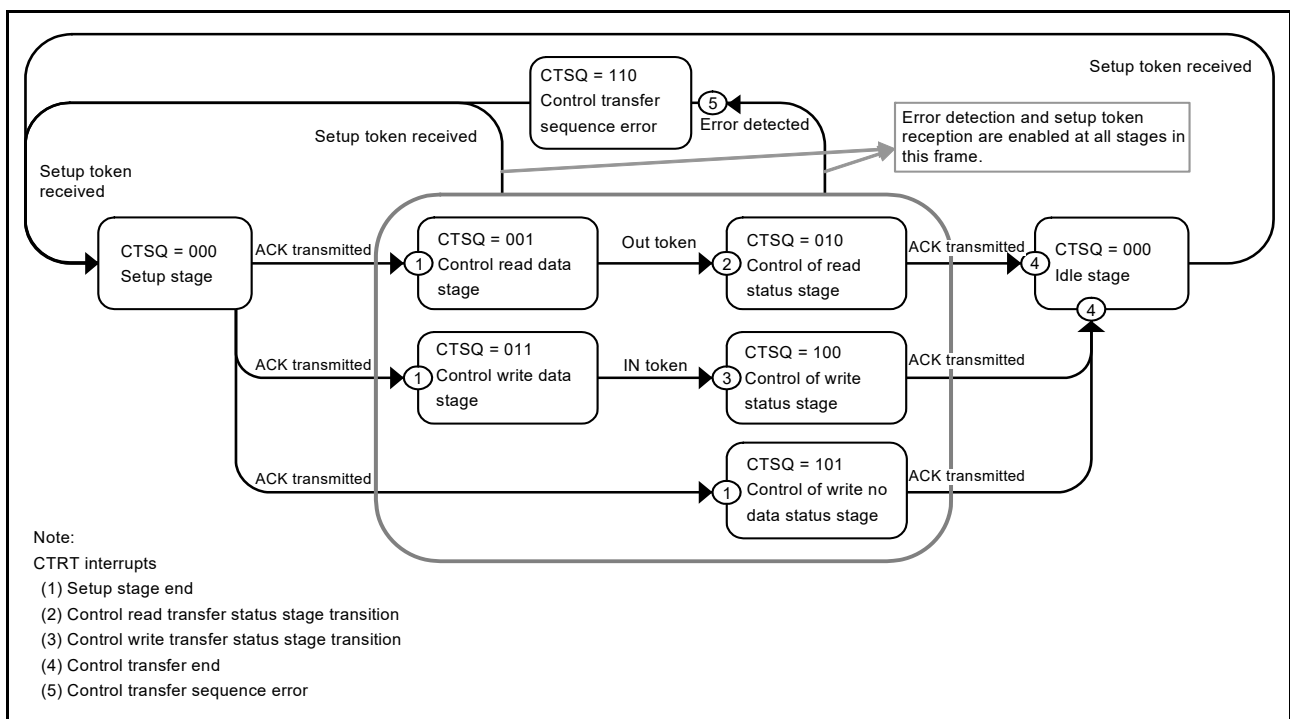 CTSQ = 110
Control transfer
sequence error
5
Error detected
Setup token received
Setup token received
Error detection and setup token
reception are enabled at all stages in
this frame.
Setup token
received
CTSQ = 000
Setup stage
ACK transmitted
1
CTSQ = 001
Control read data
stage
Out token
2
CTSQ = 010
Control of read
status stage
ACK transmitted
4
CTSQ = 000
Idle stage
4
ACK transmitted
1
CTSQ = 011
Control write data
stage
IN token
3
CTSQ = 100
Control of write
status stage
ACK transmitted
ACK transmitted
1
CTSQ = 101
Control of write no
data status stage
ACK transmitted
Note:
CTRT interrupts
(1) Setup stage end
(2) Control read transfer status stage transition
(3) Control write transfer status stage transition
(4) Control transfer end
(5) Control transfer sequence error